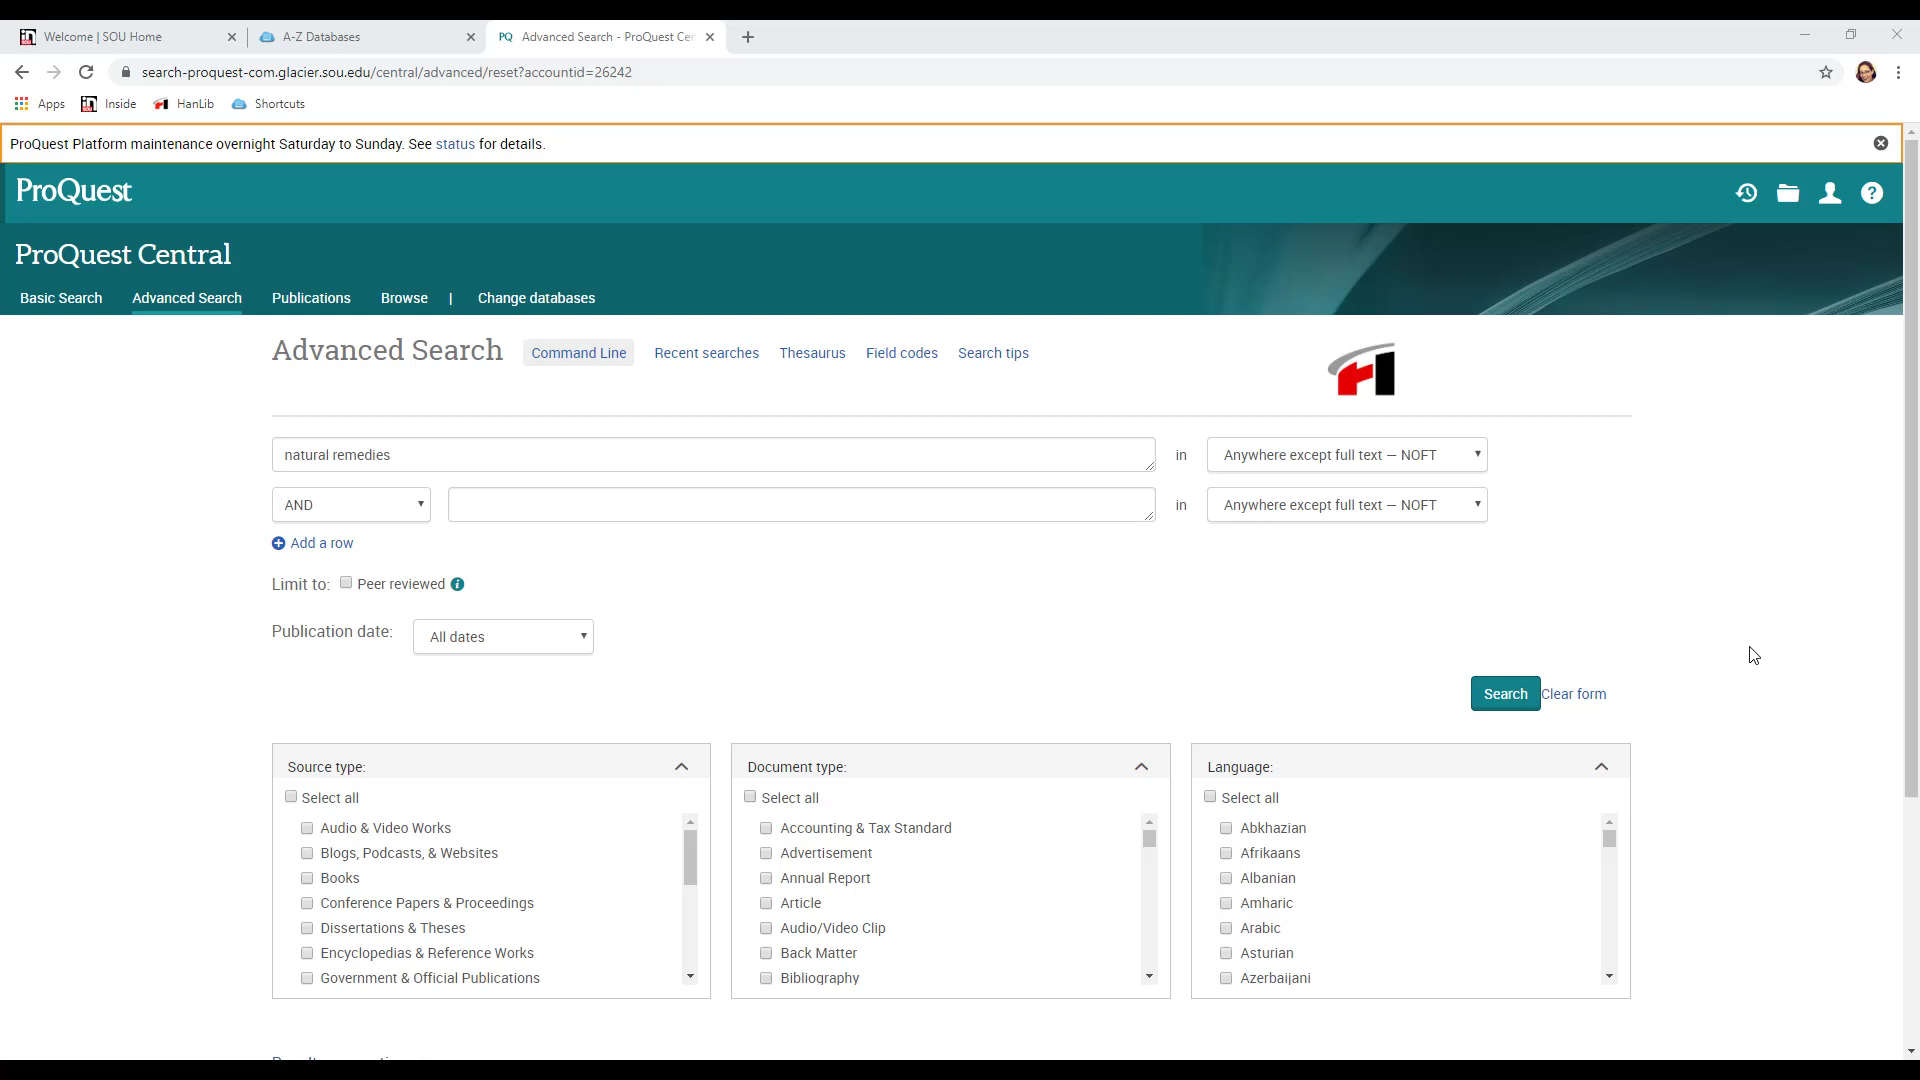 Welcome | SOU Home
A-Z Databases
PQ Advanced Search - ProQuest Cen
search-proquest-com.glacier.sou.edu/central/advanced/reset?accountid=26242
Apps Inside HanLib Shortcuts
ProQuest Platform maintenance overnight Saturday to Sunday. See status for details.
ProQuest
ProQuest Central
Basic Search Advanced Search Publications Browse | Change databases
Advanced Search Command Line Recent searches Thesaurus Field codes Search tips
natural remedies in Anywhere except full text — NOFT
AND in Anywhere except full text — NOFT
Add a row
Limit to: Peer reviewed
Publication date: All dates
Search Clear form
Source type:
Select all
Audio & Video Works
Blogs, Podcasts, & Websites
Books
Conference Papers & Proceedings
Dissertations & Theses
Encyclopedias & Reference Works
Government & Official Publications
Document type:
Select all
Accounting & Tax Standard
Advertisement
Annual Report
Article
Audio/Video Clip
Back Matter
Bibliography
Language:
Select all
Abkhazian
Afrikaans
Albanian
Amharic
Arabic
Asturian
Azerbaijani